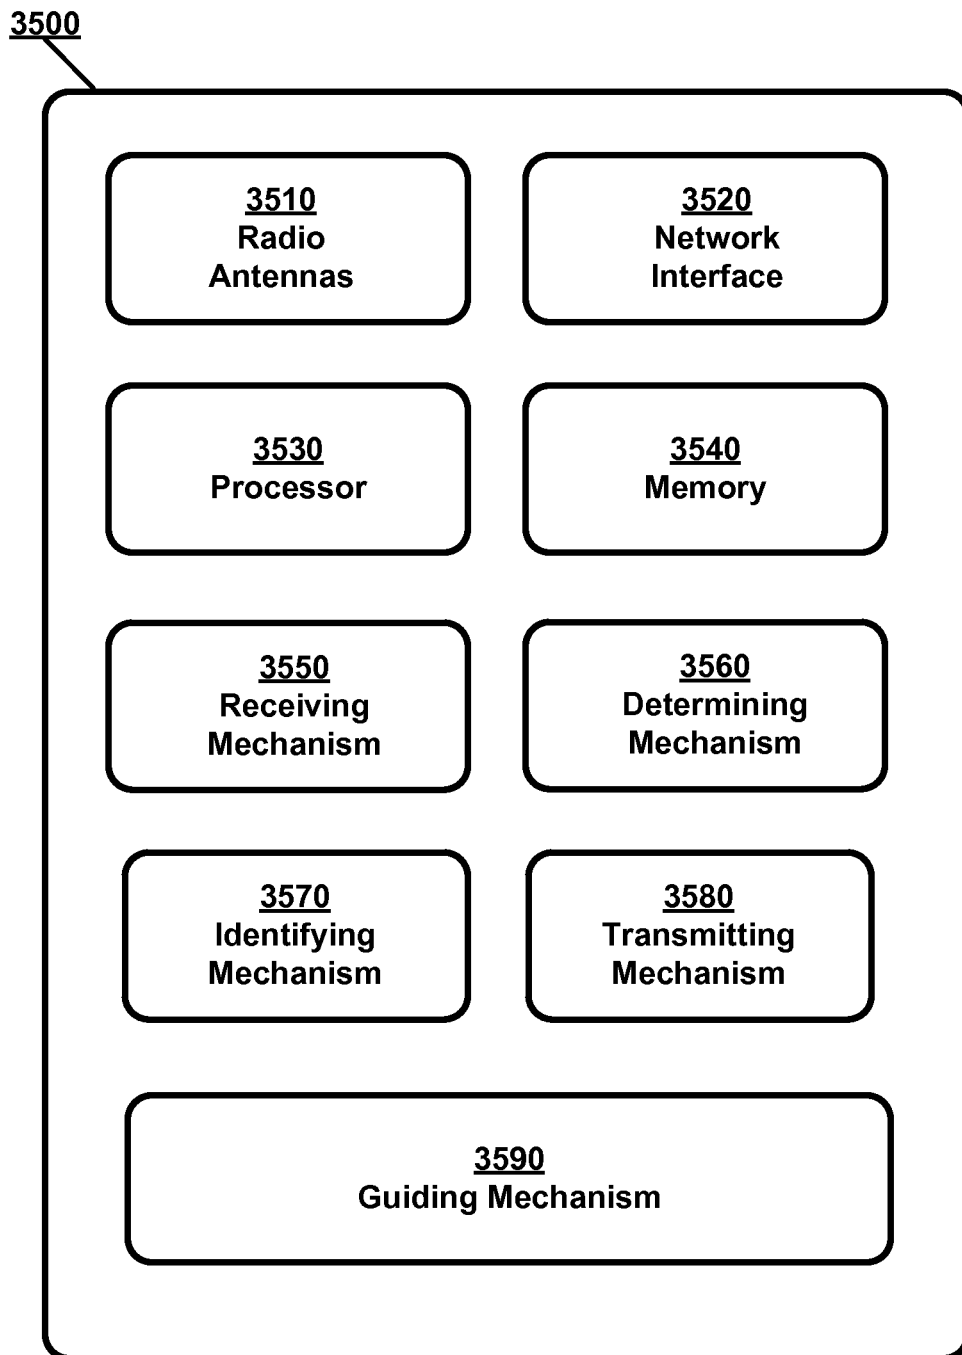 3500
3510
Radio
Antennas
3520
Network
Interface
3530
Processor
3540
Memory
3550
Receiving
Mechanism
3560
Determining
Mechanism
3570
Identifying
Mechanism
3580
Transmitting
Mechanism
3590
Guiding Mechanism